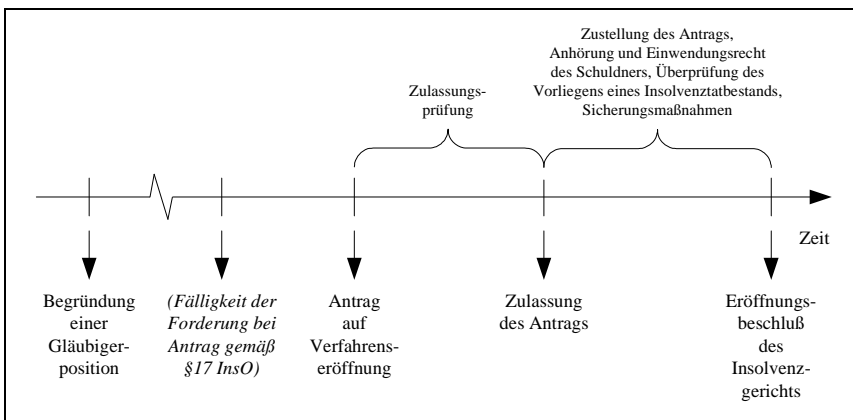 Zustellung des Antrags,
Anhörung und Einwendungsrecht
des Schuldners, Überprüfung des
Vorliegens eines Insolvenztatbestands,
Sicherungsmaßnahmen
Zulassungs-
prüfung
Zeit
Begründung
einer
Gläubiger-
position
(Fälligkeit der
Forderung bei
Antrag gemäß
§17 InsO)
Antrag
auf
Verfahrens-
eröffnung
Zulassung
des Antrags
Eröffnungs-
beschluß
des
Insolvenz-
gerichts